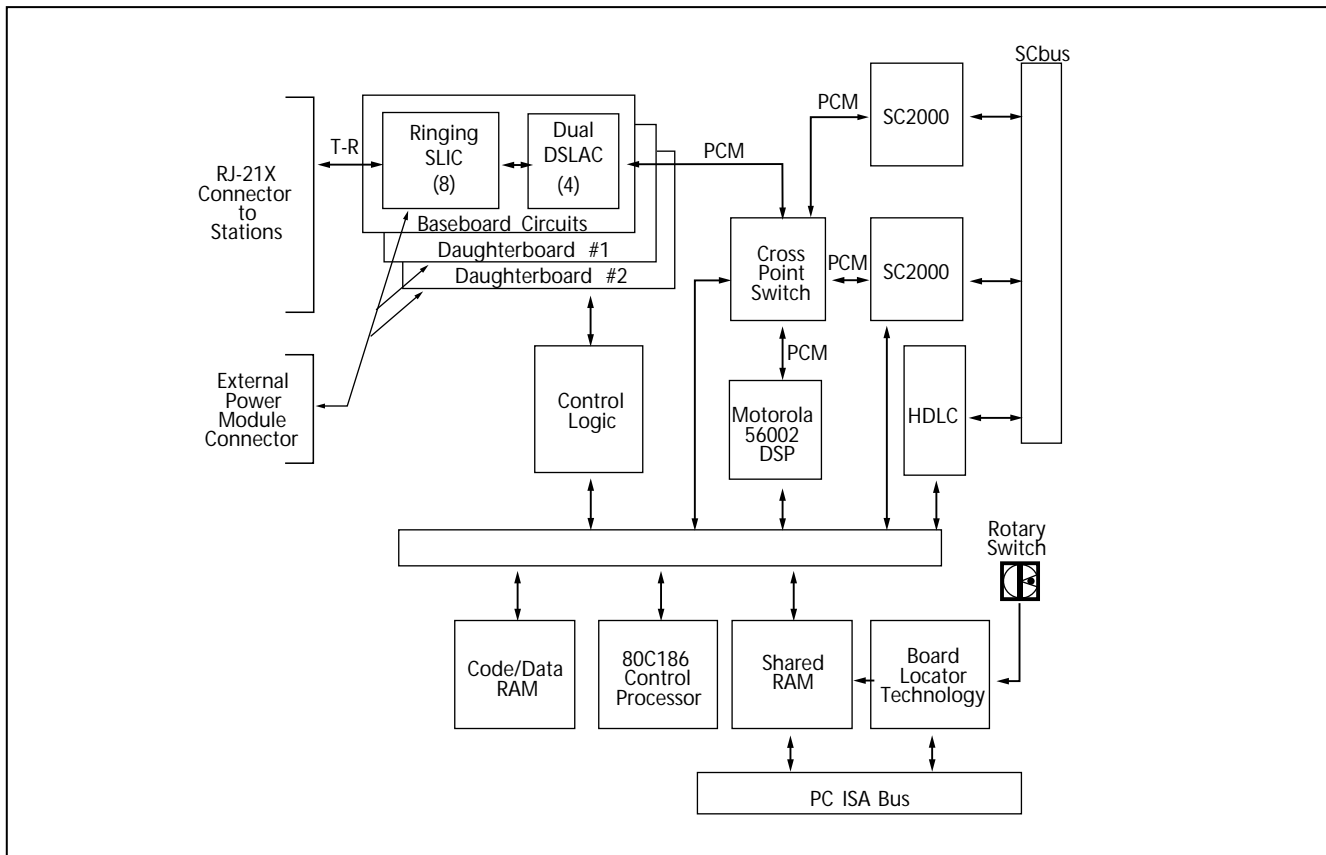 SCbus
PCM
SC2000
Ringing
SLIC
(8)
Dual
DSLAC
(4)
T-R
PCM
RJ-21X
Connector
to
Stations
Baseboard Circuits
Daughterboard #1
Daughterboard #2
Cross
Point
Switch
PCM
SC2000
PCM
External
Power
Module
Connector
Control
Logic
Motorola
56002
DSP
HDLC
Rotary
Switch
Code/Data
RAM
80C186
Control
Processor
Shared
RAM
Board
Locator
Technology
PC ISA Bus